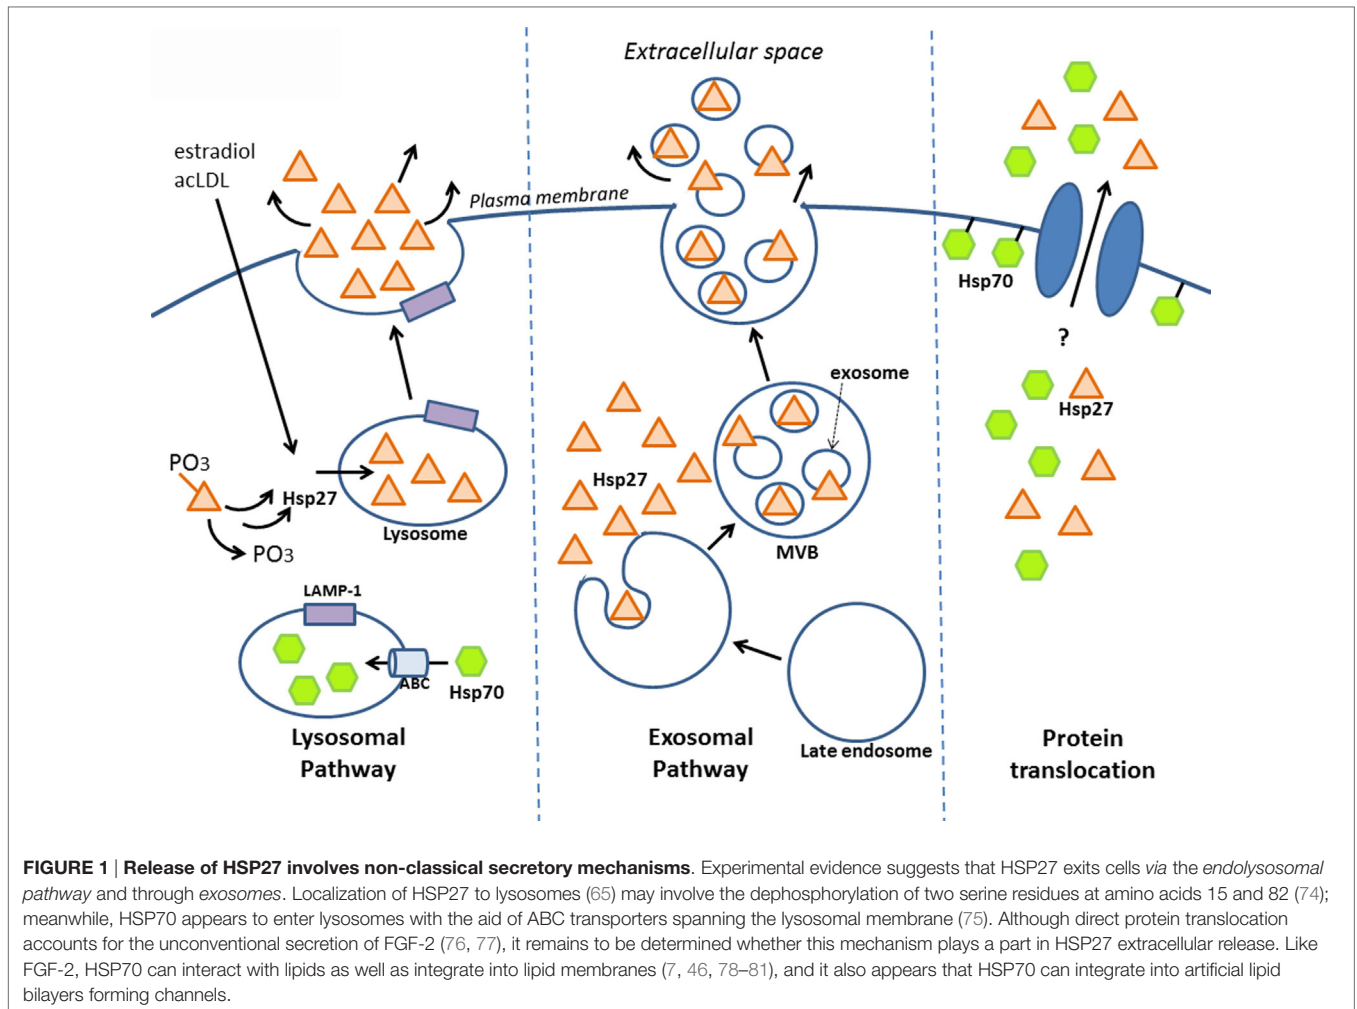 Extracellular space
estradiol
acLDL
Plasma membrane
Hsp70
?
exosome
Hsp27
PO3
Hsp27
Hsp27
Lysosome
MVB
PO3
LAMP-1
ABC
Hsp70
Lysosomal
Pathway
Exosomal
Pathway
Late endosome
Protein
translocation
FIGURE 1 | Release of HSP27 involves non-classical secretory mechanisms. Experimental evidence suggests that HSP27 exits cells via the endolysosomal
pathway and through exosomes. Localization of HSP27 to lysosomes (65) may involve the dephosphorylation of two serine residues at amino acids 15 and 82 (74);
meanwhile, HSP70 appears to enter lysosomes with the aid of ABC transporters spanning the lysosomal membrane (75). Although direct protein translocation
accounts for the unconventional secretion of FGF-2 (76, 77), it remains to be determined whether this mechanism plays a part in HSP27 extracellular release. Like
FGF-2, HSP70 can interact with lipids as well as integrate into lipid membranes (7, 46, 78–81), and it also appears that HSP70 can integrate into artificial lipid
bilayers forming channels.